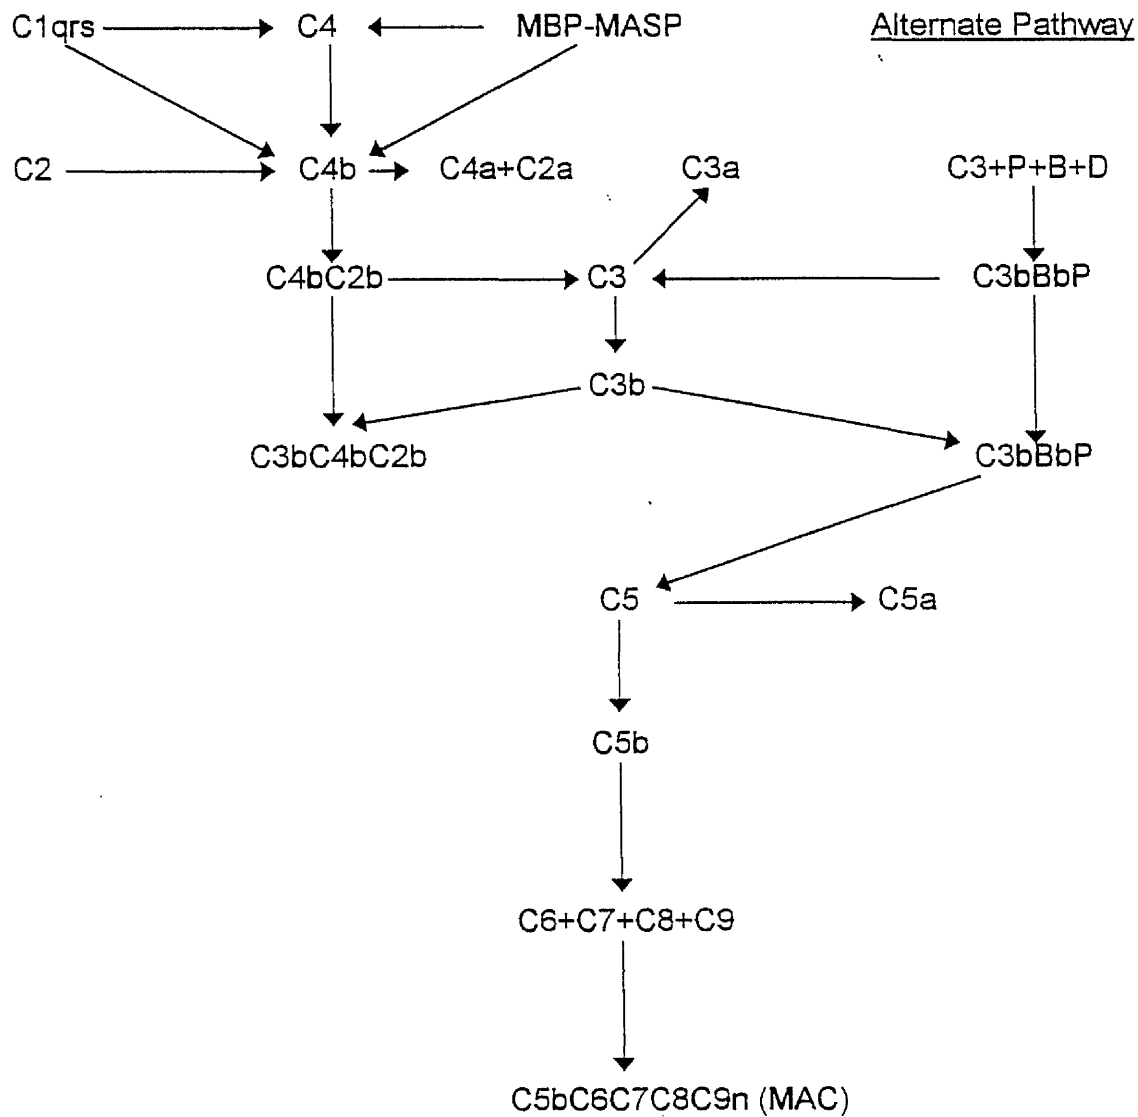 C1qrs C4 MBP-MASP Alternate Pathway
C2 C4b C4a+C2a C3a C3+P+B+D
C4bC2b C3 C3bBbP
C3b
C3bC4bC2b C3bBbP
C5 C5a
C5b
C6+C7+C8+C9
C5bC6C7C8C9n (MAC)